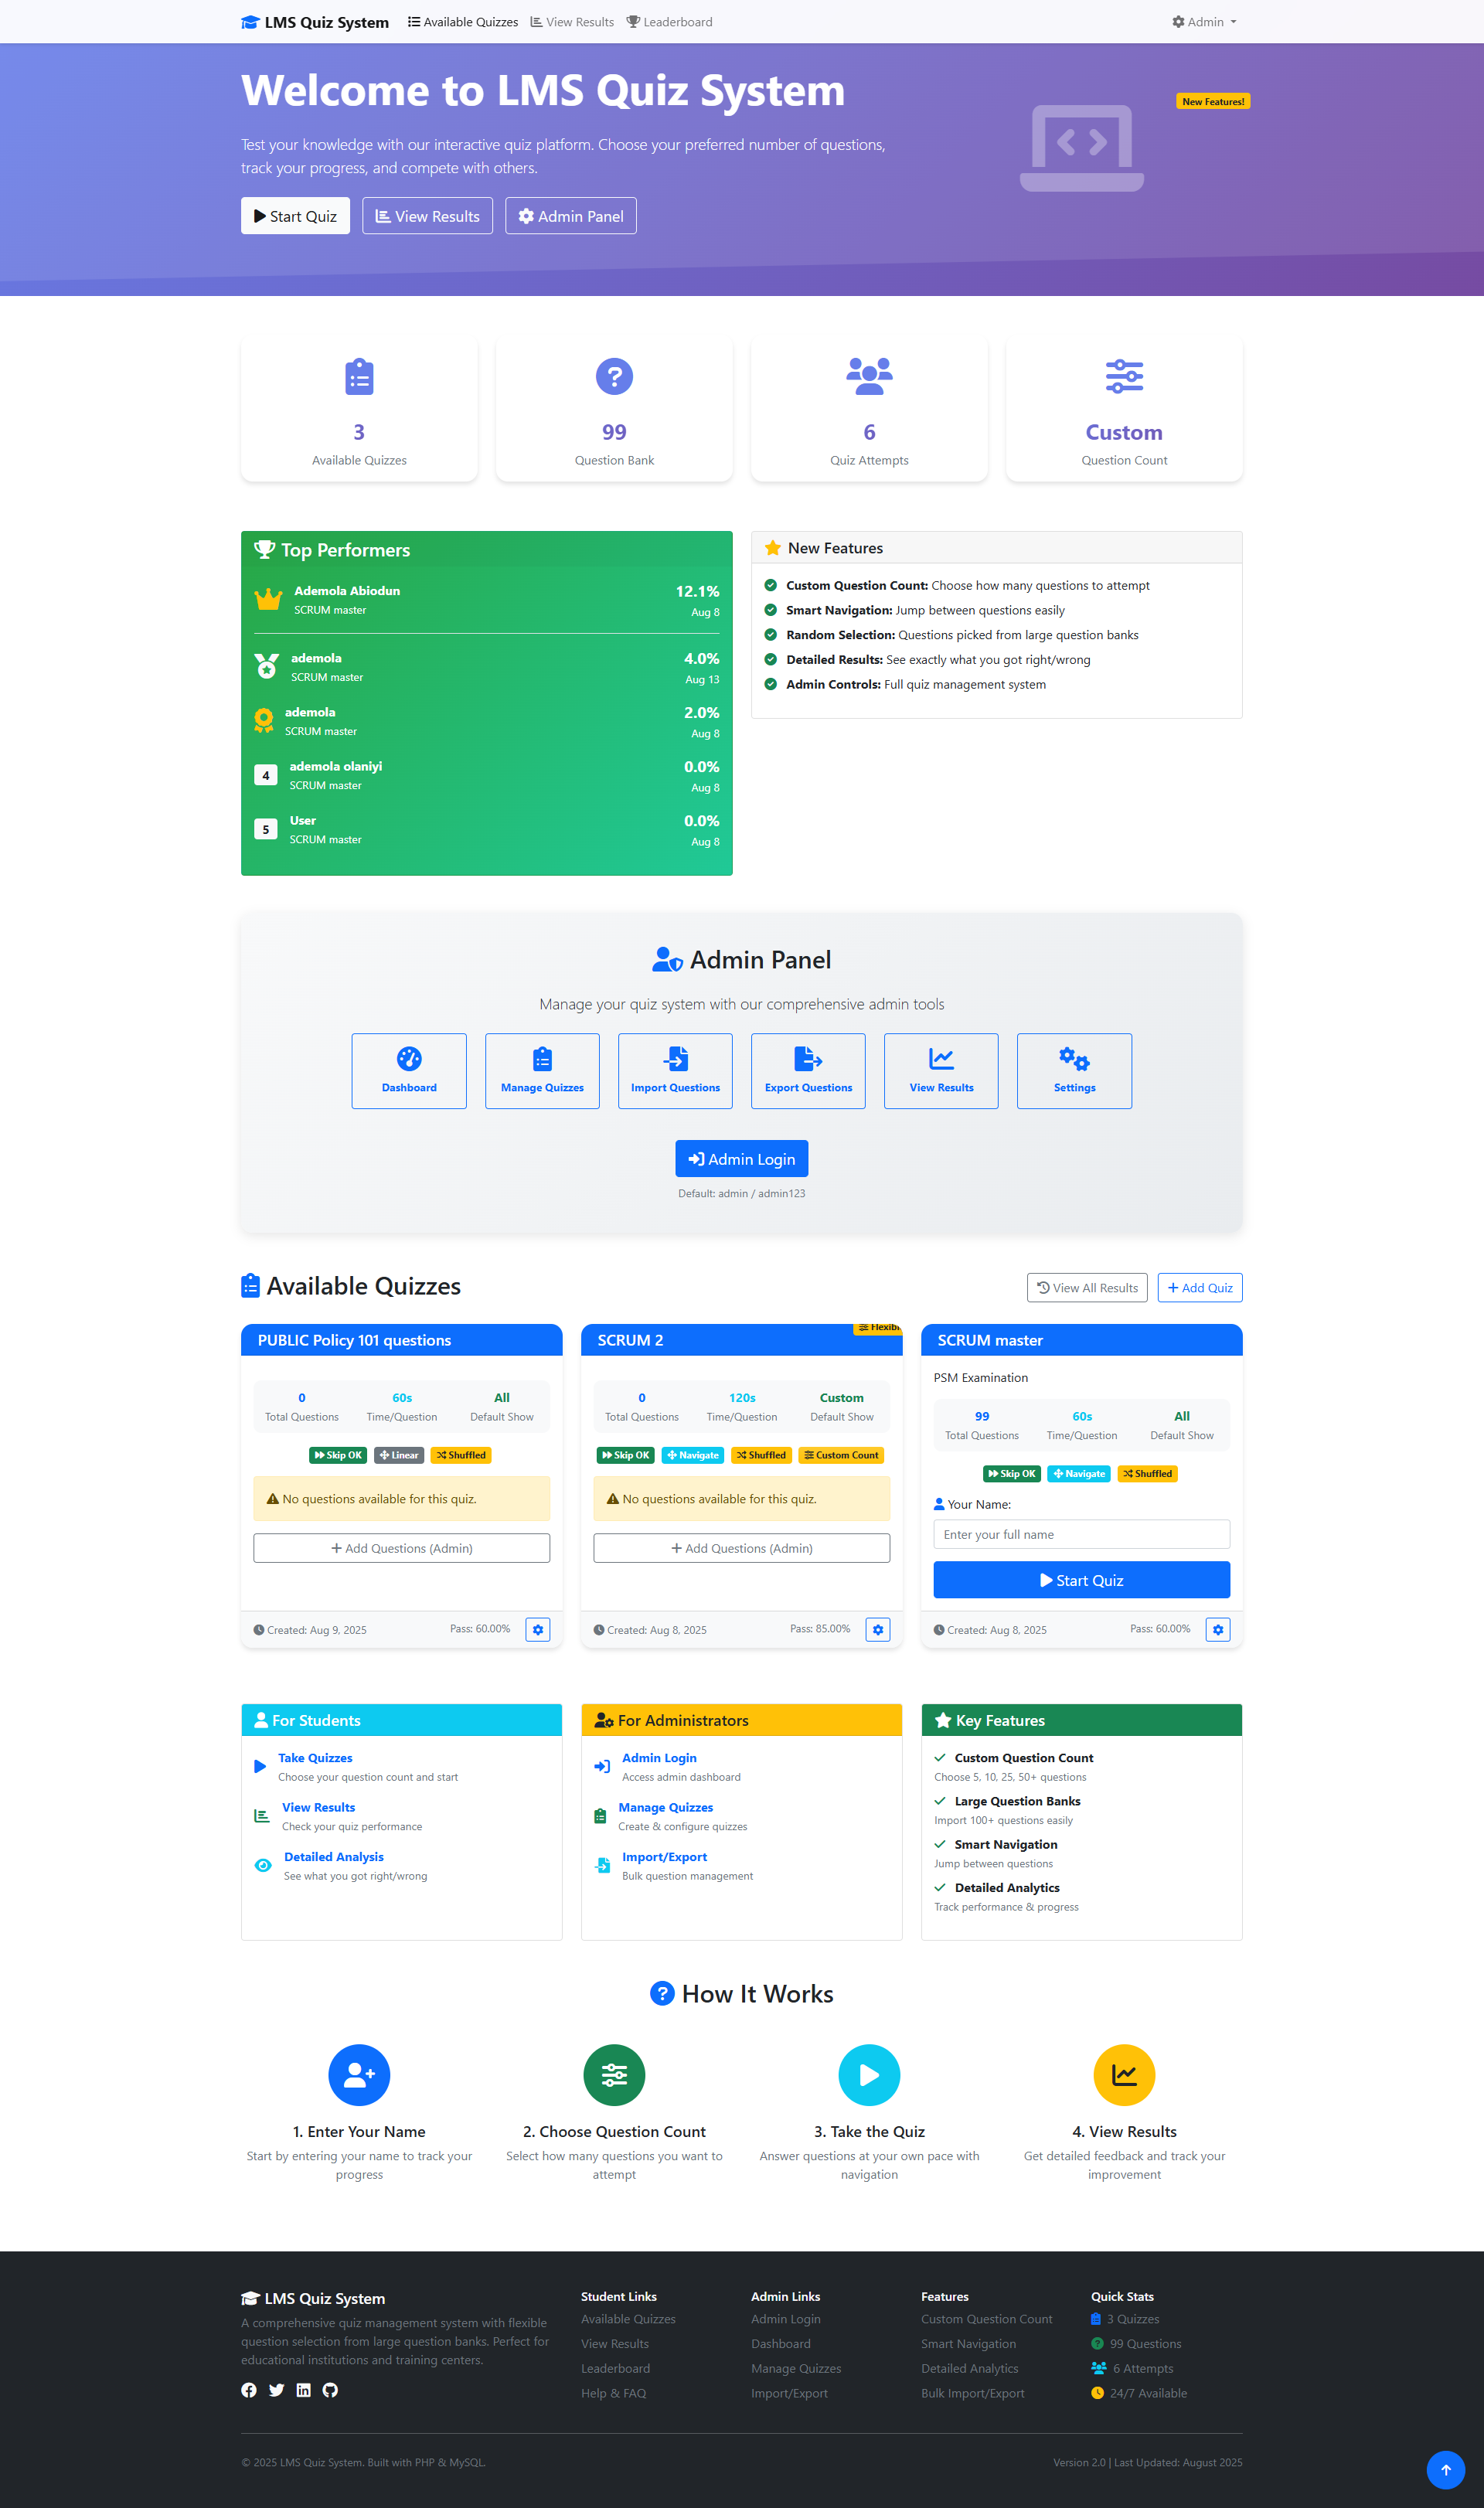 LMS Quiz System
Available Quizzes
View Results
Leaderboard
Admin
Welcome to LMS Quiz System
New Features!
Test your knowledge with our interactive quiz platform. Choose your preferred number of questions,
track your progress, and compete with others.
Start Quiz
View Results
Admin Panel
3
Available Quizzes
99
Question Bank
6
Quiz Attempts
Custom
Question Count
Top Performers
Ademola Abiodun
12.1%
SCRUM master
Aug 8
ademola
4.0%
SCRUM master
Aug 13
ademola
2.0%
SCRUM master
Aug 8
4
ademola olaniyi
0.0%
SCRUM master
Aug 8
5
User
0.0%
SCRUM master
Aug 8
New Features
Custom Question Count: Choose how many questions to attempt
Smart Navigation: Jump between questions easily
Random Selection: Questions picked from large question banks
Detailed Results: See exactly what you got right/wrong
Admin Controls: Full quiz management system
Admin Panel
Manage your quiz system with our comprehensive admin tools
Dashboard
Manage Quizzes
Import Questions
Export Questions
View Results
Settings
Admin Login
Default: admin / admin123
Available Quizzes
View All Results
Add Quiz
PUBLIC Policy 101 questions
0
60s
All
Total Questions
Time/Question
Default Show
Skip OK
Linear
Shuffled
No questions available for this quiz.
Add Questions (Admin)
Created: Aug 9, 2025
Pass: 60.00%
SCRUM 2
0
120s
Custom
Total Questions
Time/Question
Default Show
Skip OK
Navigate
Shuffled
Custom Count
No questions available for this quiz.
Add Questions (Admin)
Created: Aug 8, 2025
Pass: 85.00%
SCRUM master
PSM Examination
99
60s
All
Total Questions
Time/Question
Default Show
Skip OK
Navigate
Shuffled
Your Name:
Enter your full name
Start Quiz
Created: Aug 8, 2025
Pass: 60.00%
For Students
Take Quizzes
Choose your question count and start
View Results
Check your quiz performance
Detailed Analysis
See what you got right/wrong
For Administrators
Admin Login
Access admin dashboard
Manage Quizzes
Create & configure quizzes
Import/Export
Bulk question management
Key Features
Custom Question Count
Choose 5, 10, 25, 50+ questions
Large Question Banks
Import 100+ questions easily
Smart Navigation
Jump between questions
Detailed Analytics
Track performance & progress
How It Works
1. Enter Your Name
Start by entering your name to track your
progress
2. Choose Question Count
Select how many questions you want to
attempt
3. Take the Quiz
Answer questions at your own pace with
navigation
4. View Results
Get detailed feedback and track your
improvement
LMS Quiz System
A comprehensive quiz management system with flexible
question selection from large question banks. Perfect for
educational institutions and training centers.
Student Links
Available Quizzes
View Results
Leaderboard
Help & FAQ
Admin Links
Admin Login
Dashboard
Manage Quizzes
Import/Export
Features
Custom Question Count
Smart Navigation
Detailed Analytics
Bulk Import/Export
Quick Stats
3 Quizzes
99 Questions
6 Attempts
24/7 Available
© 2025 LMS Quiz System. Built with PHP & MySQL.
Version 2.0 | Last Updated: August 2025